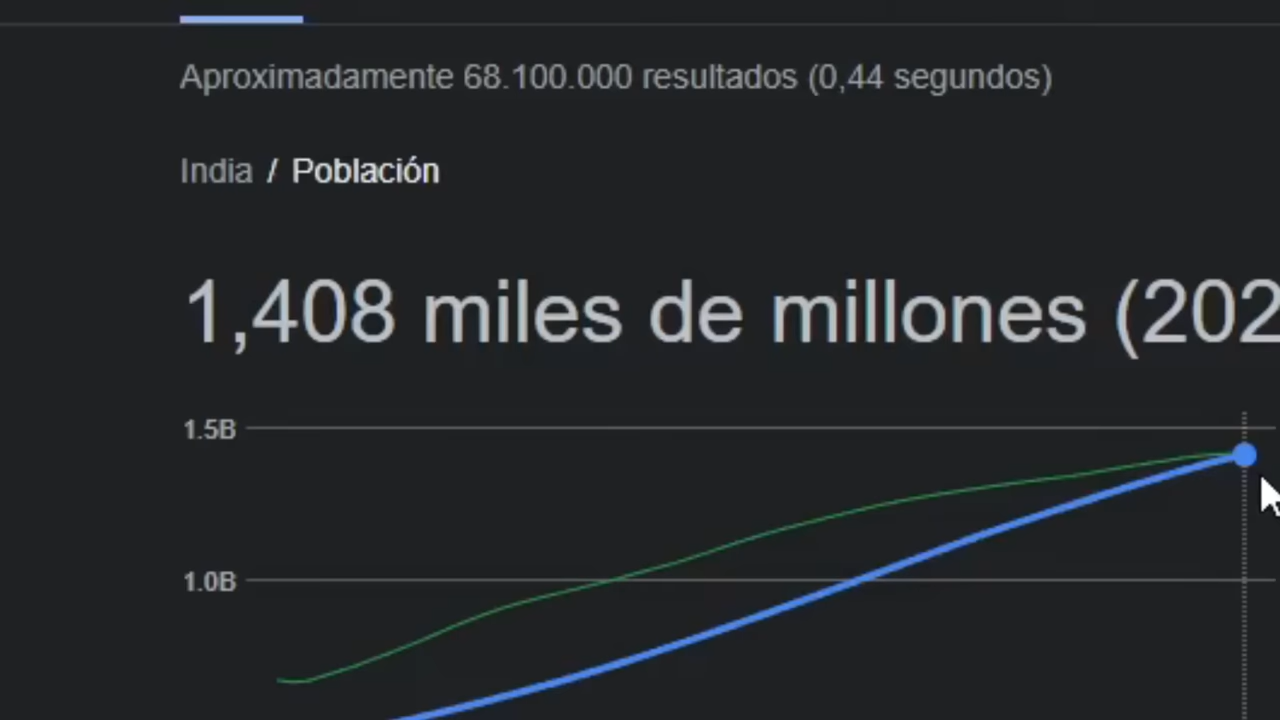 Aproximadamente 68.100.000 resultados (0,44 segundos)
India / Población
1,408 miles de millones (202
1.5B
1.0B